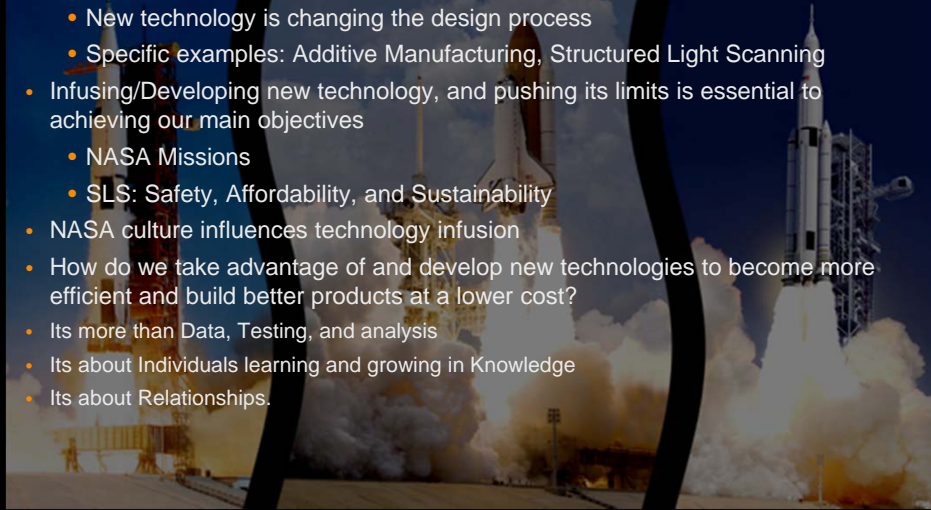 • New technology is changing the design process
• Specific examples: Additive Manufacturing, Structured Light Scanning
• Infusing/Developing new technology, and pushing its limits is essential to
achieving our main objectives
• NASA Missions
• SLS: Safety, Affordability, and Sustainability
• NASA culture influences technology infusion
• How do we take advantage of and develop new technologies to become more
efficient and build better products at a lower cost?
• Its more than Data, Testing, and analysis
• Its about Individuals learning and growing in Knowledge
• Its about Relationships.